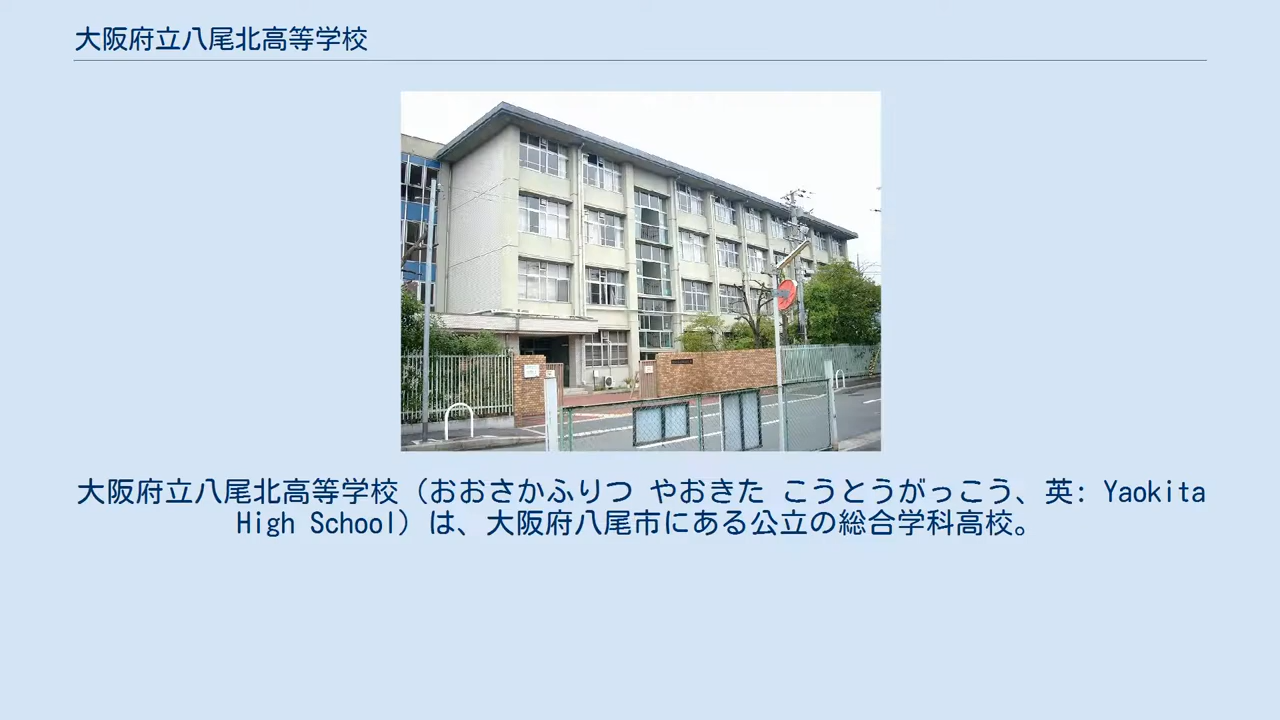 大阪府立八尾北高等学校
大阪府立八尾北高等学校（おおさかふりつ やおきた こうとうがっこう、英: Yaokita
High School）は、大阪府八尾市にある公立の総合学科高校。